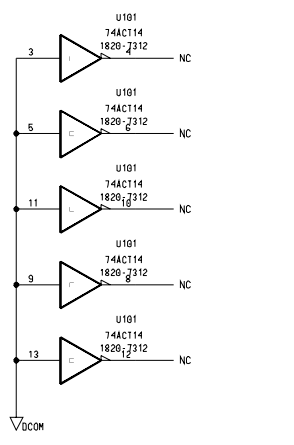 U101
74ACT14
1820-7312
3 4 NC
U101
74ACT14
1820-7312
5 6 NC
U101
74ACT14
1820-7312
11 10 NC
U101
74ACT14
1820-7312
9 8 NC
U101
74ACT14
1820-7312
13 12 NC
DCOM